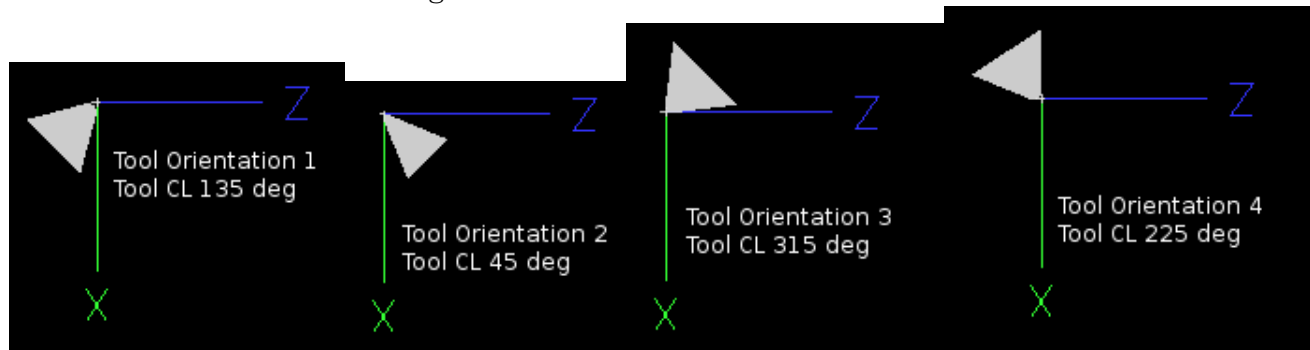 Z
Tool Orientation 1
Tool CL 135 deg
X
Z
Tool Orientation 2
Tool CL 45 deg
X
Z
Tool Orientation 3
Tool CL 315 deg
X
Z
Tool Orientation 4
Tool CL 225 deg
X